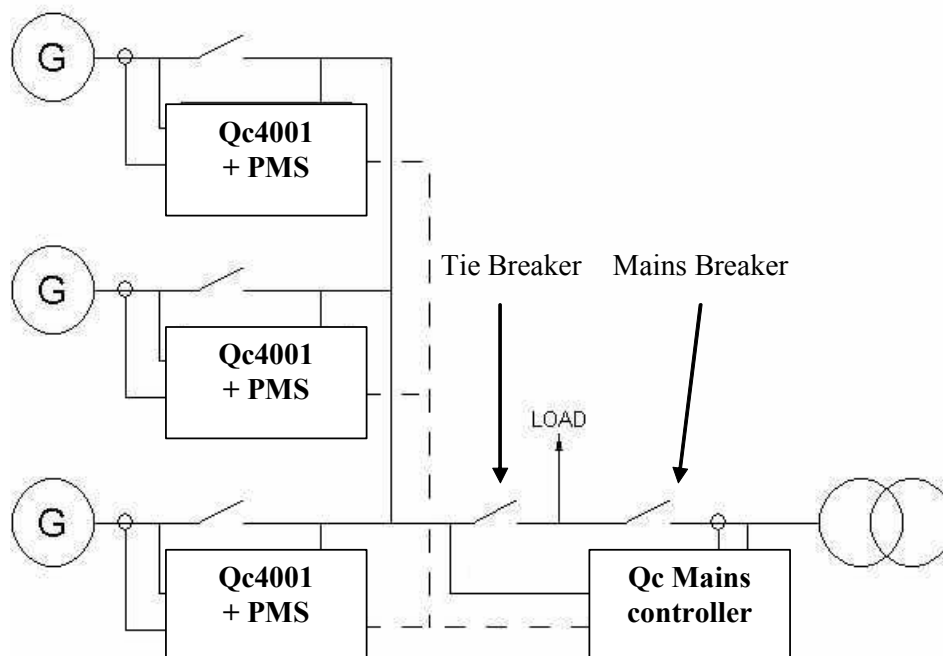 G
Qc4001
+ PMS
G
Qc4001
+ PMS
Tie Breaker
Mains Breaker
LOAD
G
Qc4001
+ PMS
Qc Mains
controller